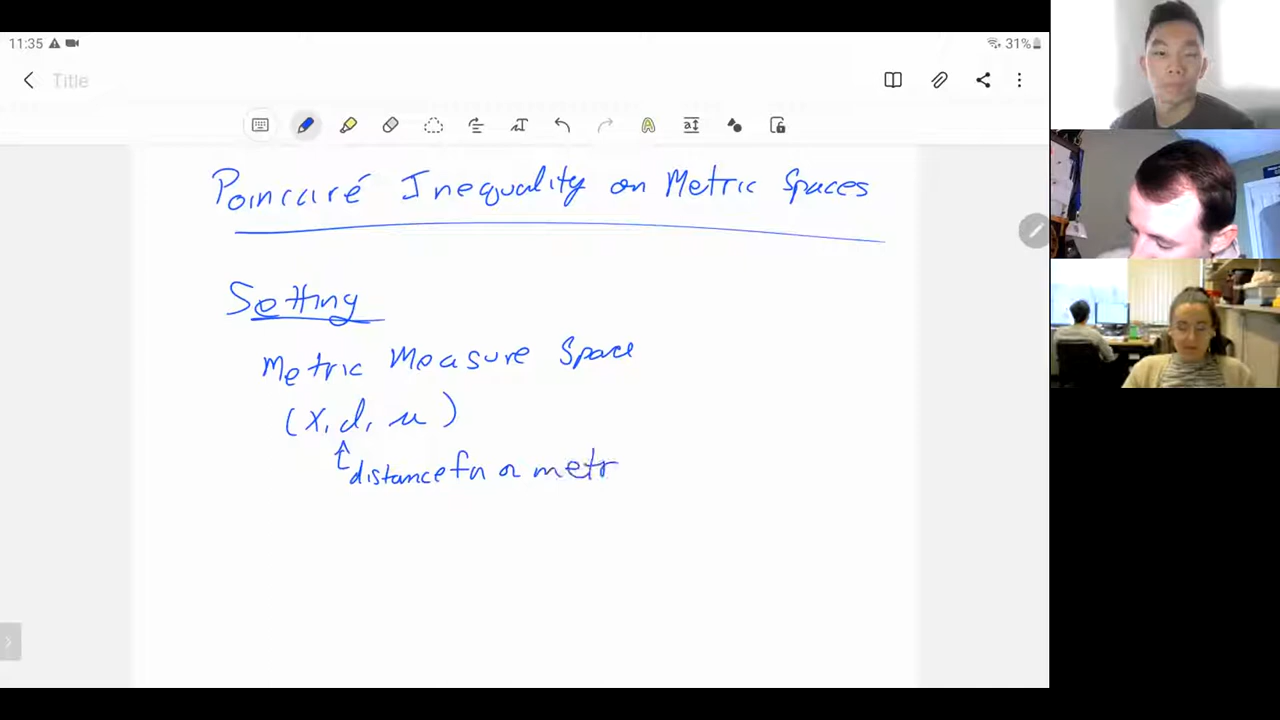 11:35
31%
Title
Poincaré Inequality on Metric Spaces
Setting
Metric Measure Space
(X, d, μ)
distance fn or metr